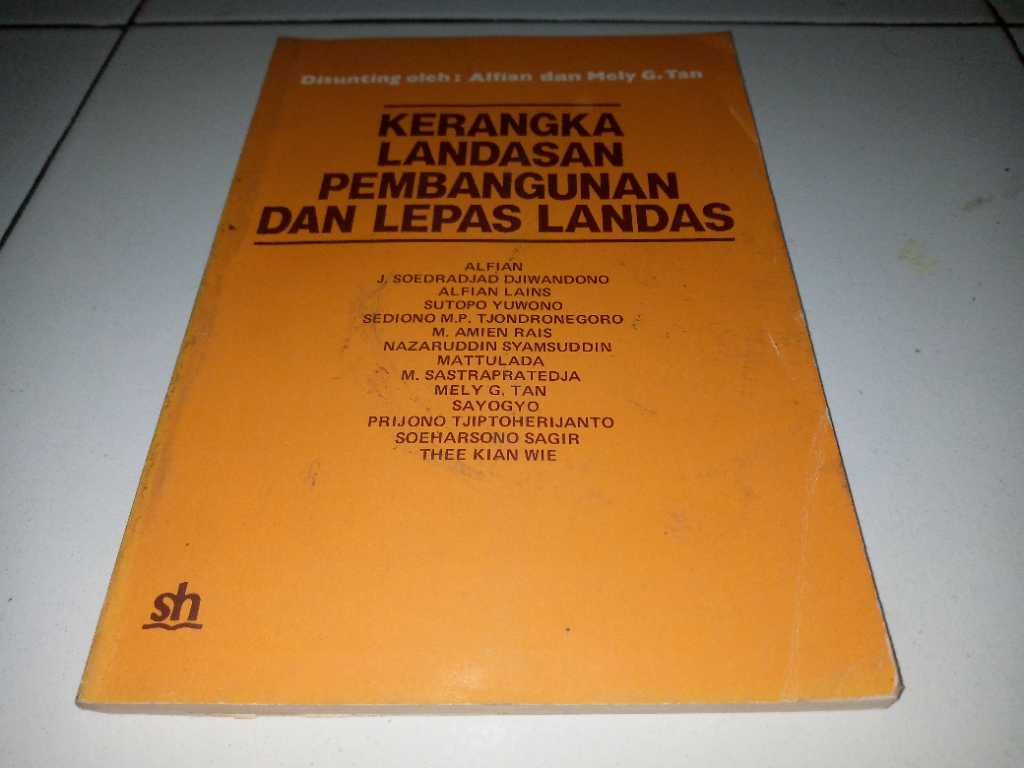 Disunting oleh: Alfian dan Mely G. Tan
KERANGKA
LANDASAN
PEMBANGUNAN
DAN LEPAS LANDAS
ALFIAN
J. SOEDRADJAD DJIWANDONO
ALFIAN LAINS
SUTOPO YUWONO
SEDIONO M.P. TJONDRONEGORO
M. AMIEN RAIS
NAZARUDDIN SYAMSUDDIN
MATTULADA
M. SASTRAPRATEDJA
MELY G. TAN
SAYOGYO
PRIJONO TJIPTOHERIJANTO
SOEHARSONO SAGIR
THEE KIAN WIE
sh